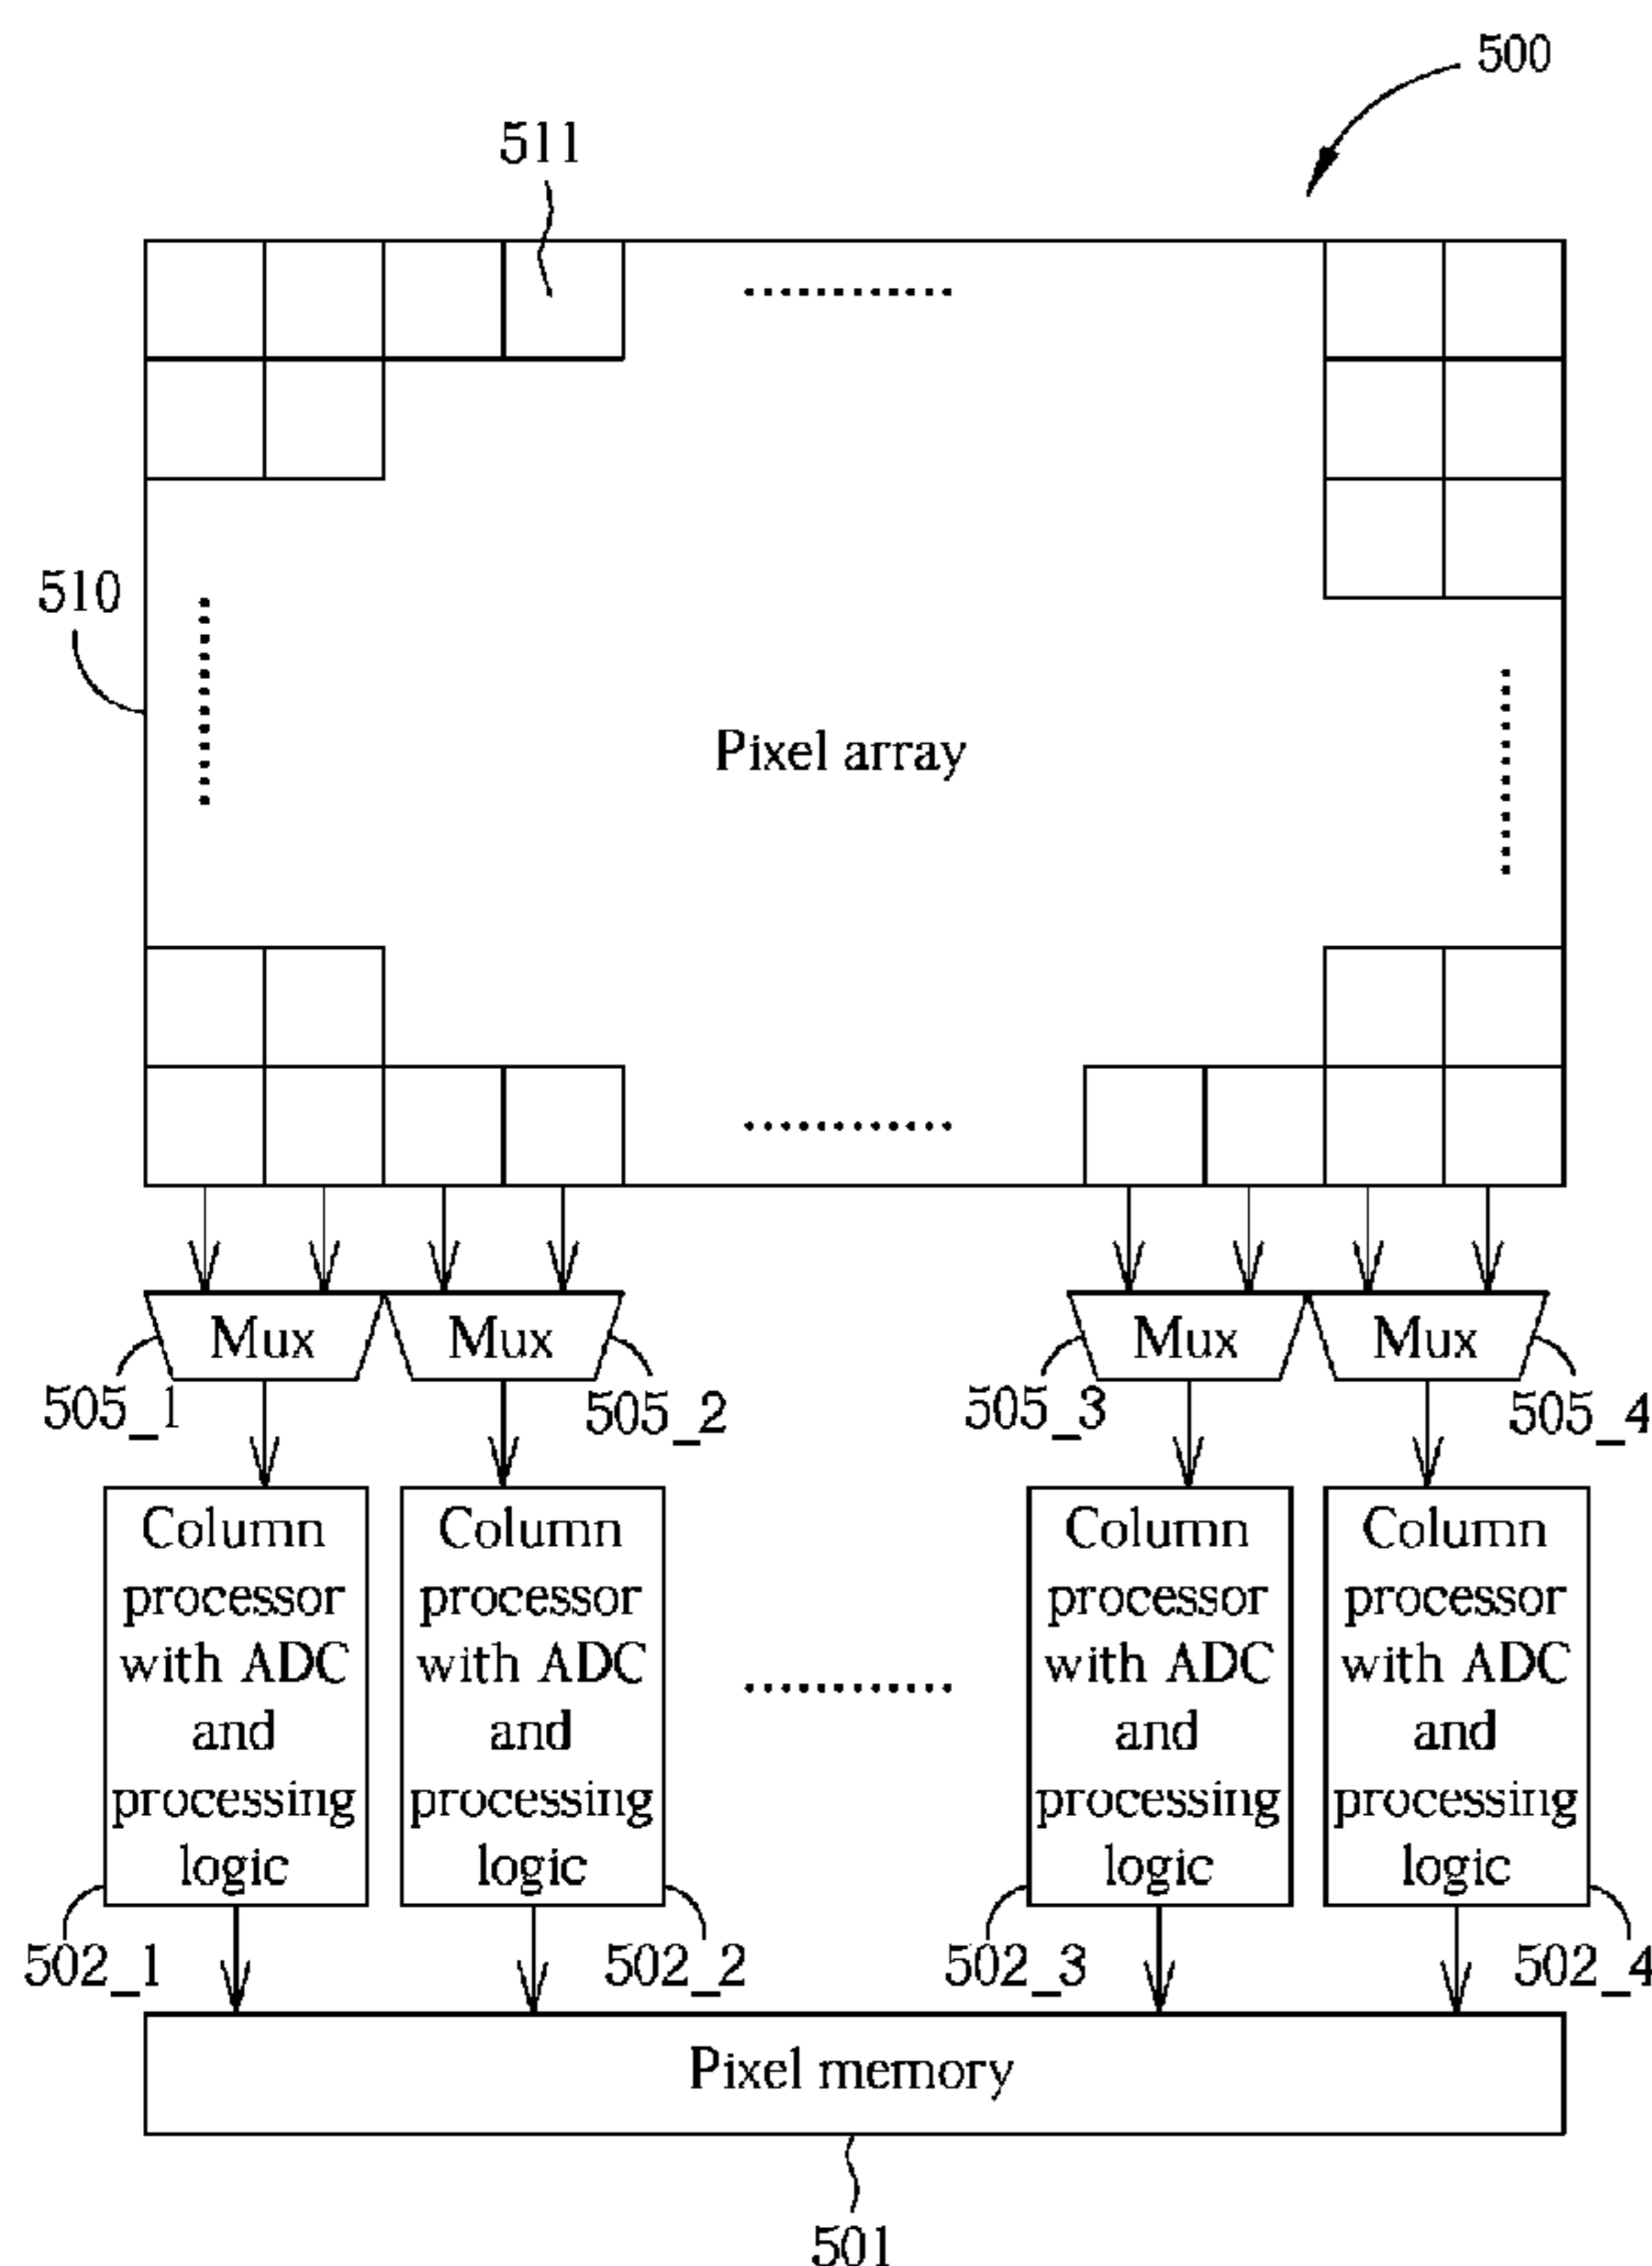 500
511
510
Pixel array
Mux
Mux
Mux
Mux
505_1
505_2
505_3
505_4
Column
processor
with ADC
and
processing
logic
Column
processor
with ADC
and
processing
logic
Column
processor
with ADC
and
processing
logic
Column
processor
with ADC
and
processing
logic
502_1
502_2
502_3
502_4
Pixel memory
501